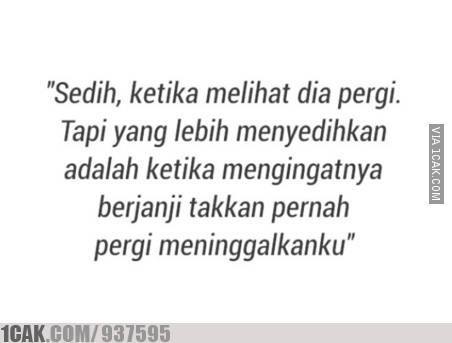 "Sedih, ketika melihat dia pergi.
Tapi yang lebih menyedihkan
adalah ketika mengingatnya
berjanji takkan pernah
pergi meninggalkanku"
VIA 1CAK.COM
1CAK.COM/937595